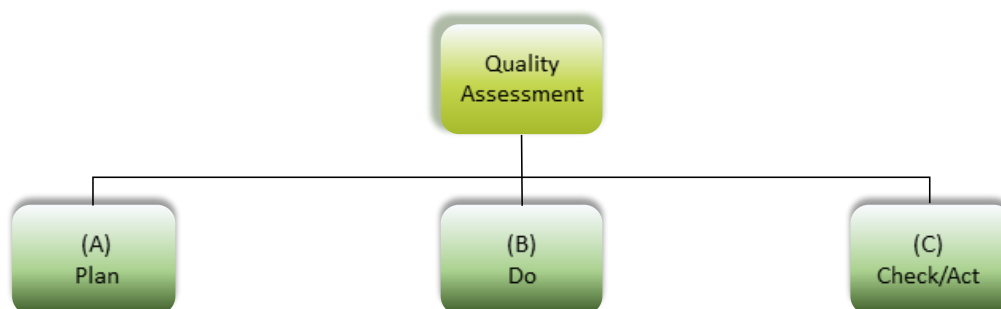 Quality
Assessment
(A)
Plan
(B)
Do
(C)
Check/Act